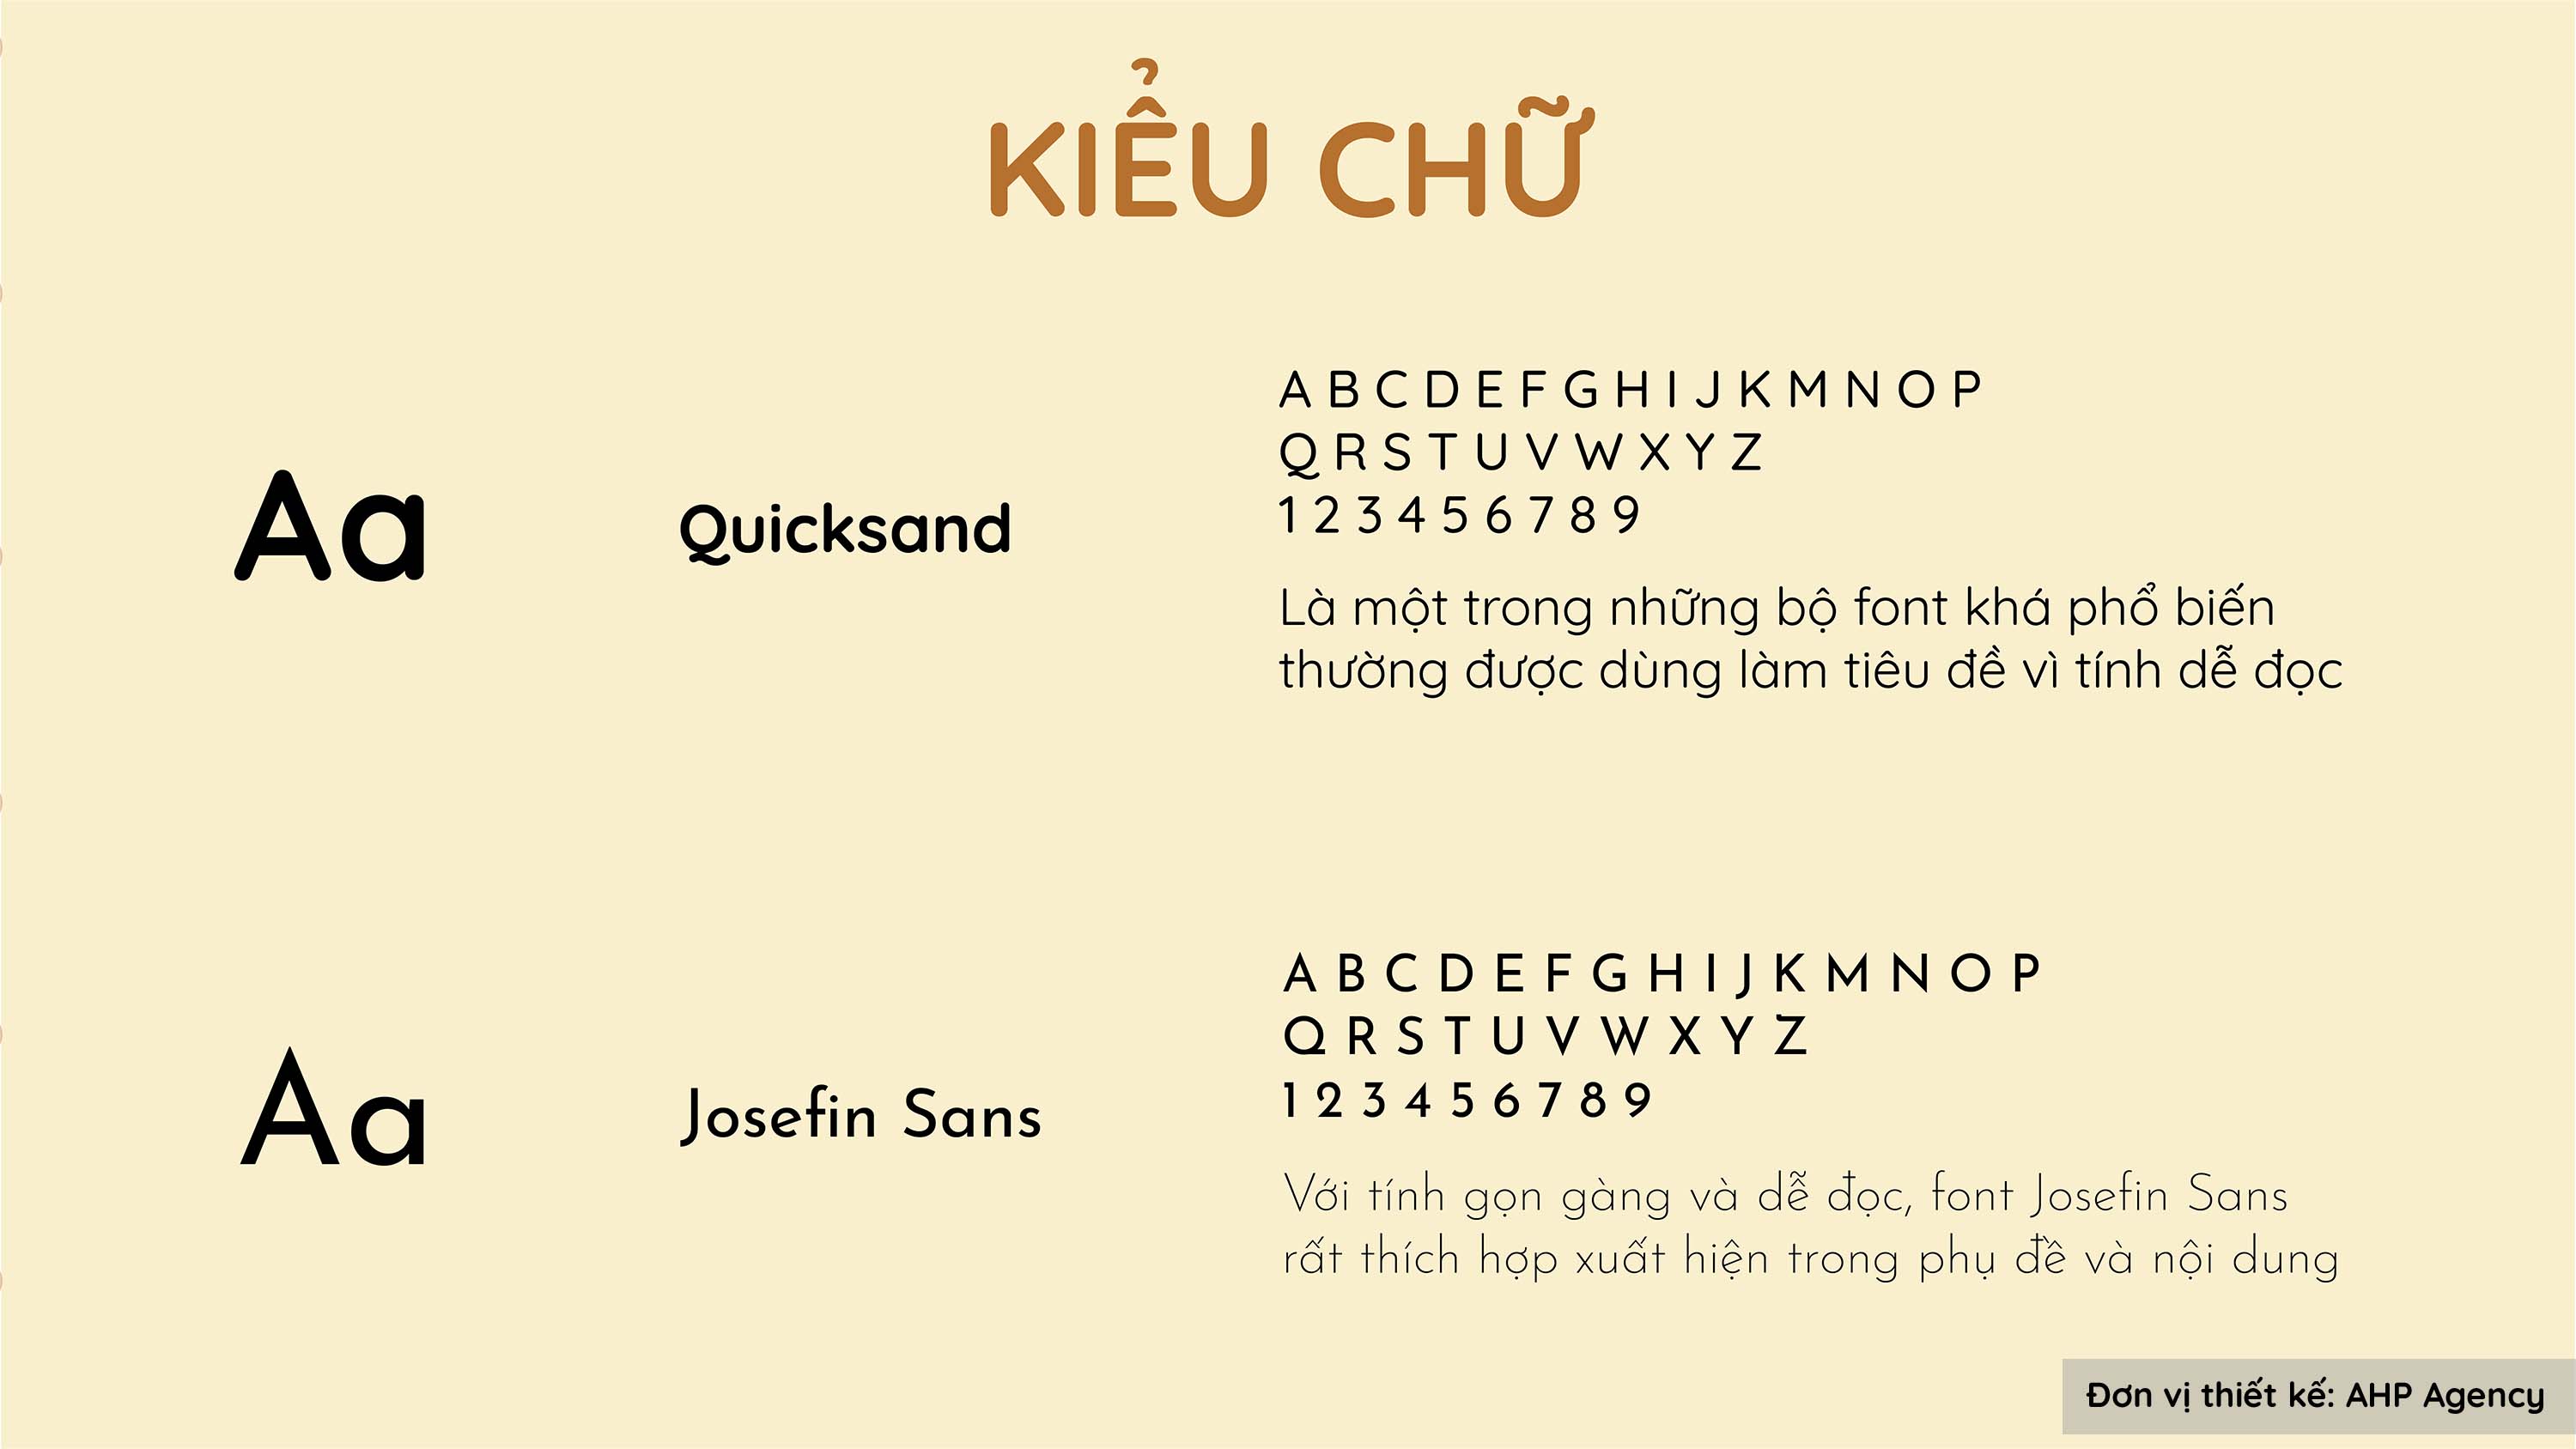 KIỂU CHỮ
Aa
Quicksand
A B C D E F G H I J K M N O P
Q R S T U V W X Y Z
1 2 3 4 5 6 7 8 9
Là một trong những bộ font khá phổ biến
thường được dùng làm tiêu đề vì tính dễ đọc
Aa
Josefin Sans
A B C D E F G H I J K M N O P
Q R S T U V W X Y Z
1 2 3 4 5 6 7 8 9
Với tính gọn gàng và dễ đọc, font Josefin Sans
rất thích hợp xuất hiện trong phụ đề và nội dung
Đơn vị thiết kế: AHP Agency